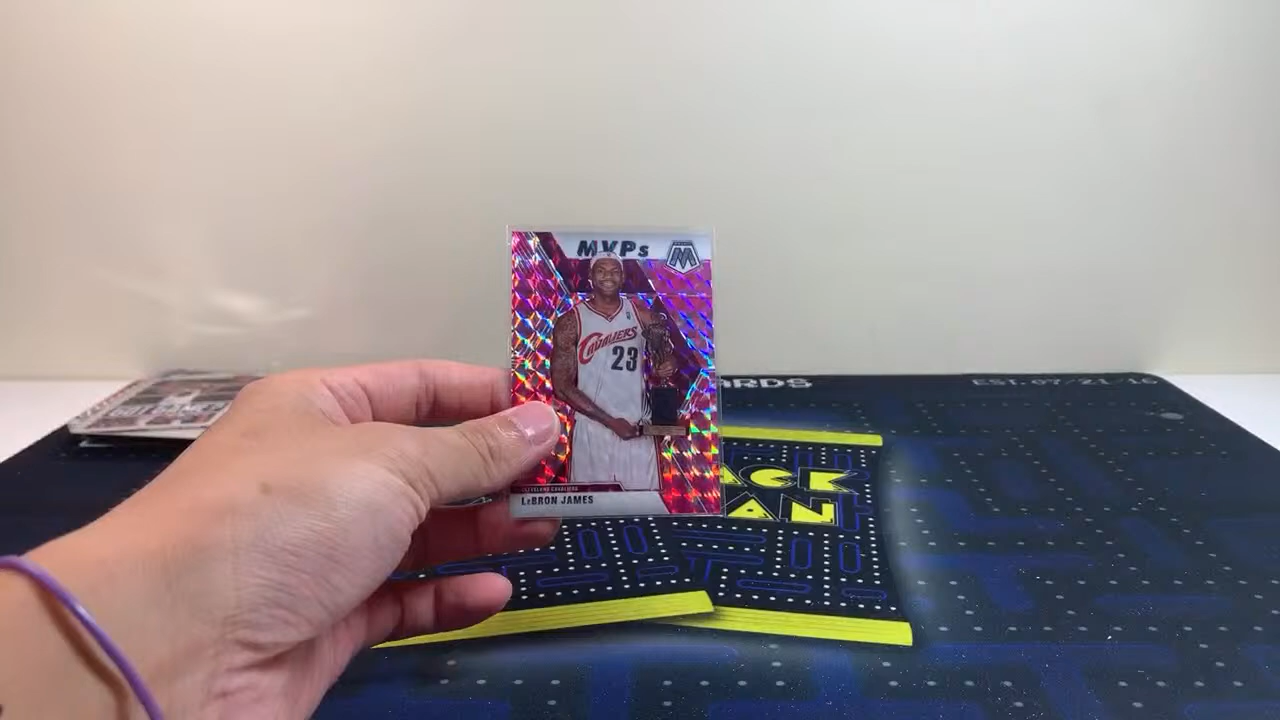 MVPs
M
CAVALIERS
23
CLEVELAND CAVALIERS
LeBRON JAMES
ARDS
EST.07/21/16
ACK
AN